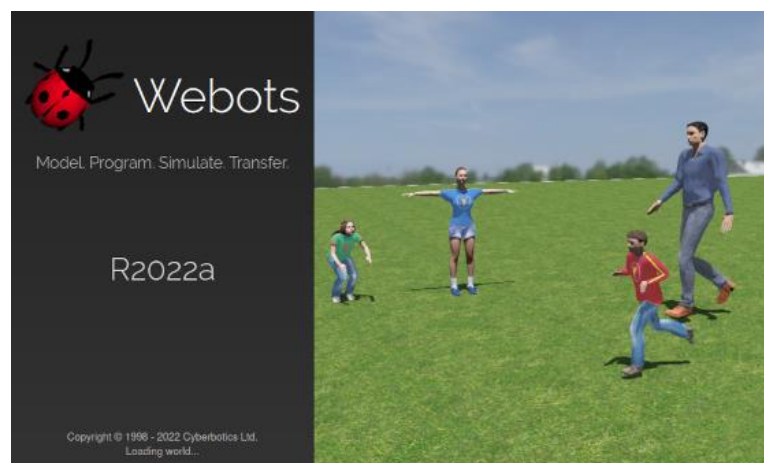 Webots
Model. Program. Simulate. Transfer.
R2022a
Copyright © 1998 - 2022 Cyberbotics Ltd.
Loading world...